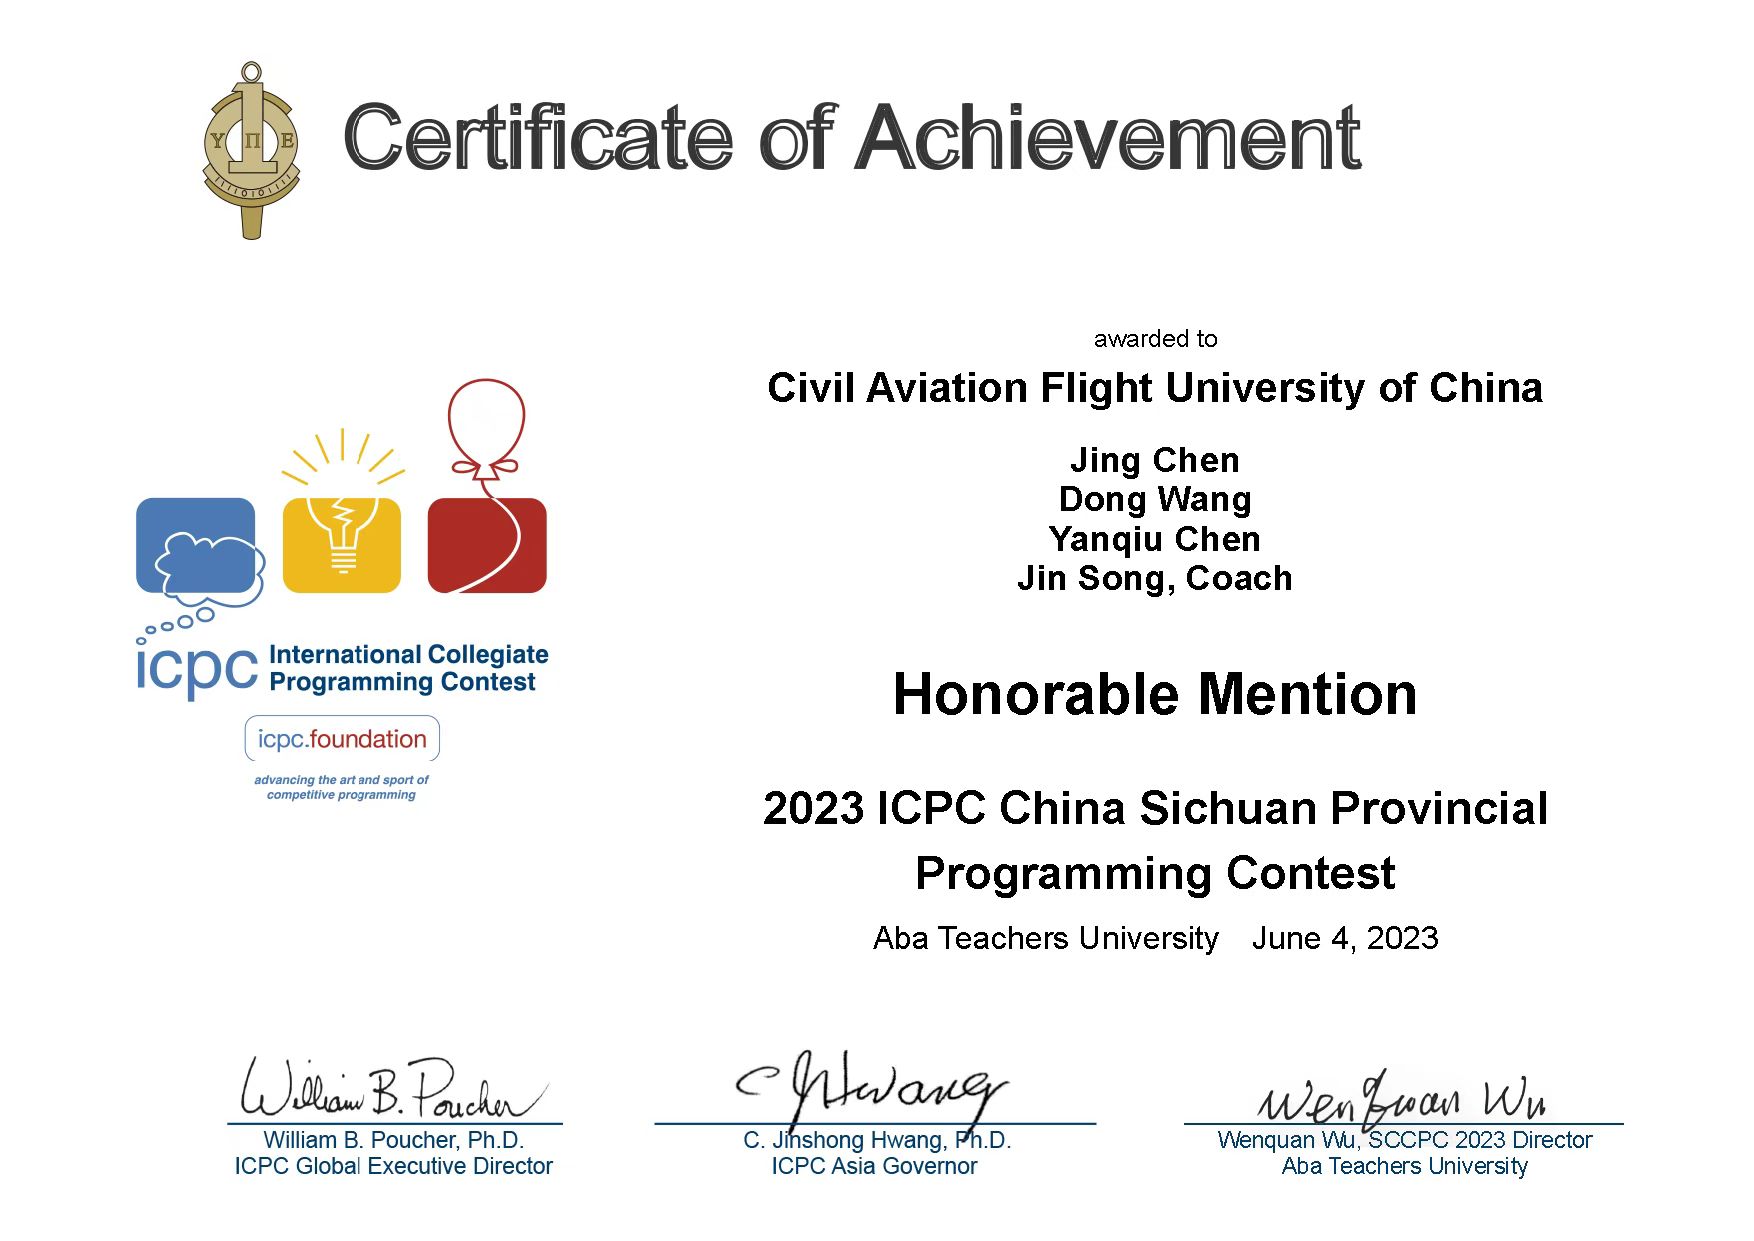 Certificate of Achievement
Υ Π Ε
11110101111
awarded to
Civil Aviation Flight University of China
Jing Chen
Dong Wang
Yanqiu Chen
Jin Song, Coach
Honorable Mention
2023 ICPC China Sichuan Provincial
Programming Contest
Aba Teachers University June 4, 2023
icpc International Collegiate
Programming Contest
icpc.foundation
advancing the art and sport of
competitive programming
William B. Poucher
William B. Poucher, Ph.D.
ICPC Global Executive Director
C JHwang
C. Jinshong Hwang, Ph.D.
ICPC Asia Governor
Wenquan Wu
Wenquan Wu, SCCPC 2023 Director
Aba Teachers University